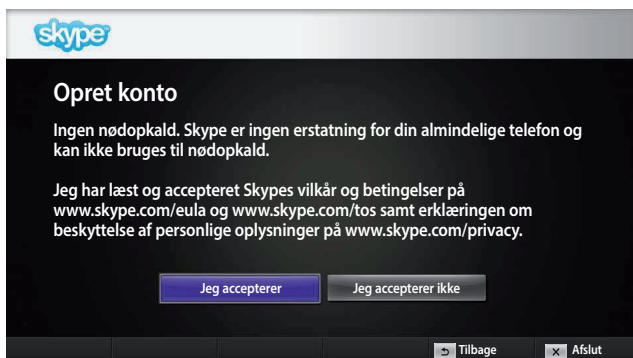 skype
Opret konto
Ingen nødopkald. Skype er ingen erstatning for din almindelige telefon og
kan ikke bruges til nødopkald.
Jeg har læst og accepteret Skypes vilkår og betingelser på
www.skype.com/eula og www.skype.com/tos samt erklæringen om
beskyttelse af personlige oplysninger på www.skype.com/privacy.
Jeg accepterer
Jeg accepterer ikke
Tilbage
Afslut